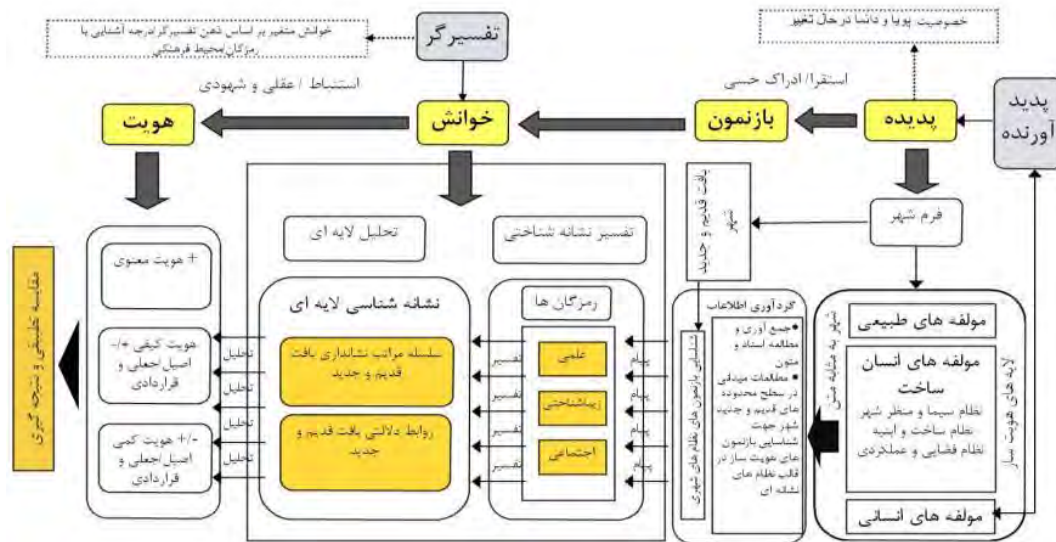 خصوصیت پویا و دائما در حال تغییر
تفسیرگر
خوانش متغیر بر اساس ذهن تفسیرگر/درجه آشنایی با
رمزگان/محیط فرهنگی
پدید
آورنده
استقرا/ ادراک حسی
استنباط / عقلی و شهودی
پدیده
بازنمون
خوانش
هویت
فرم شهر
بافت قدیم و جدید
شهر
تفسیر نشانه شناختی
تحلیل لایه ای
لایه های هویت ساز
شهر به مثابه متن
مولفه های طبیعی
مولفه های انسان
ساخت
نظام سیما و منظر شهر
نظام ساخت و ابنیه
نظام فضایی و عملکردی
مولفه های انسانی
گردآوری اطلاعات
●جمع آوری و
مطالعه اسناد و
متون
● مطالعات میدانی
در سطح محدوده
های قدیم و جدید
شهر جهت
شناسایی بازنمون
های هویت ساز در
قالب نظام های
نشانه ای
شناسایی بازنمون های نظام های شهری
پیام
پیام
پیام
پیام
پیام
رمزگان ها
علمی
زیباشناختی
اجتماعی
تفسیر
تفسیر
تفسیر
تفسیر
تفسیر
نشانه شناسی لایه ای
سلسله مراتب نشانداری بافت
قدیم و جدید
روابط دلالتی بافت قدیم و
جدید
تحلیل
تحلیل
تحلیل
تحلیل
تحلیل
+ هویت معنوی
هویت کیفی +/-
اصیل/جعلی و
قراردادی
-/+ هویت کمی
اصیل/جعلی و
قراردادی
مقایسه تطبیقی و نتیجه گیری